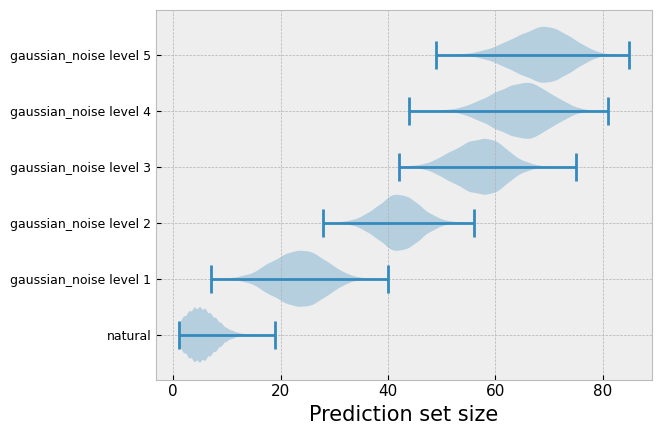 gaussian_noise level 5
gaussian_noise level 4
gaussian_noise level 3
gaussian_noise level 2
gaussian_noise level 1
natural
0 20 40 60 80
Prediction set size